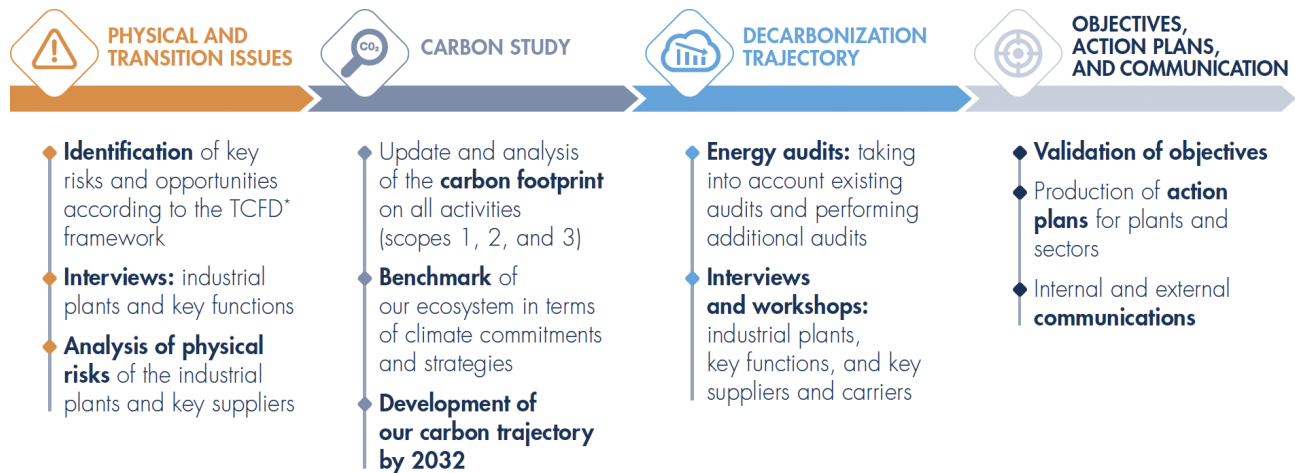 PHYSICAL AND
TRANSITION ISSUES
Identification of key
risks and opportunities
according to the TCFD*
framework
Interviews: industrial
plants and key functions
Analysis of physical
risks of the industrial
plants and key suppliers
CO₂
CARBON STUDY
Update and analysis
of the carbon footprint
on all activities
(scopes 1, 2, and 3)
Benchmark of
our ecosystem in terms
of climate commitments
and strategies
Development of
our carbon trajectory
by 2032
DECARBONIZATION
TRAJECTORY
Energy audits: taking
into account existing
audits and performing
additional audits
Interviews
and workshops:
industrial plants,
key functions, and key
suppliers and carriers
OBJECTIVES,
ACTION PLANS,
AND COMMUNICATION
Validation of objectives
Production of action
plans for plants and
sectors
Internal and external
communications